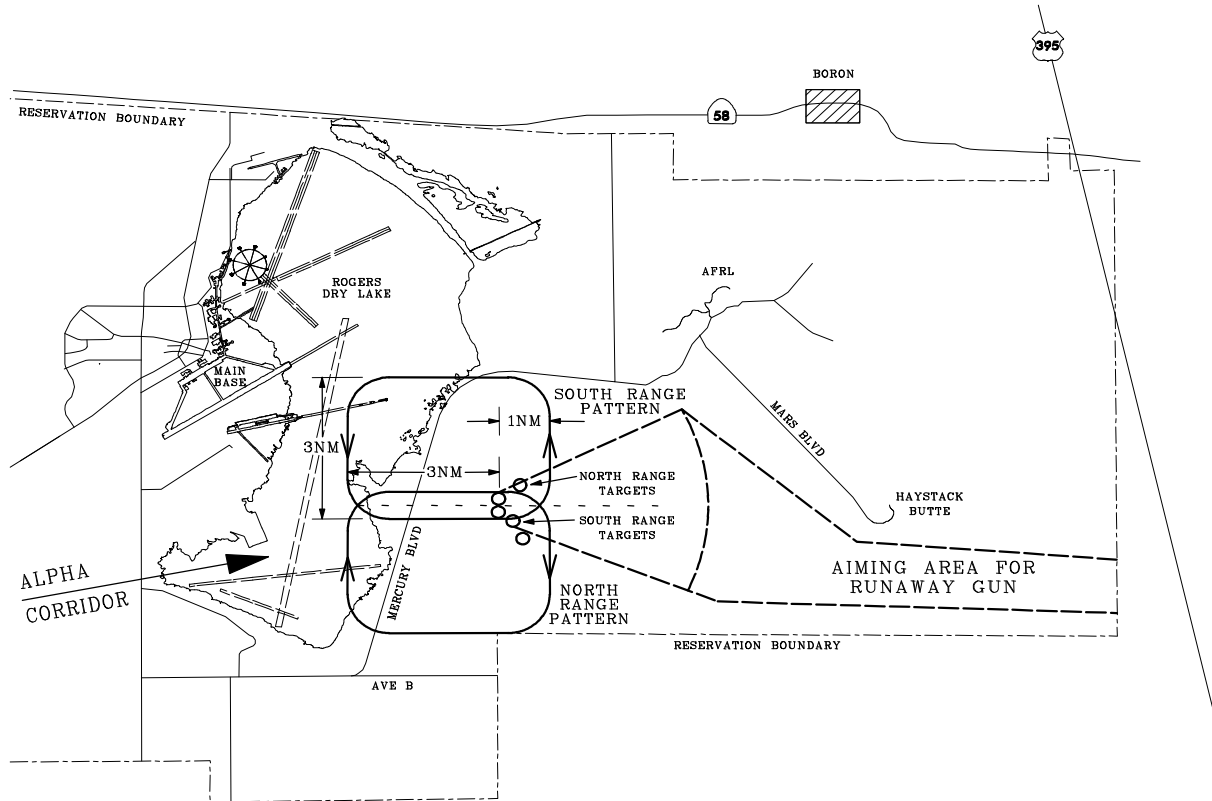 395
BORON
58
RESERVATION BOUNDARY
AFRL
ROGERS
DRY LAKE
MAIN
BASE
SOUTH RANGE
PATTERN
1NM
MARS BLVD
3NM
3NM
NORTH RANGE
TARGETS
HAYSTACK
BUTTE
SOUTH RANGE
TARGETS
MERCURY BLVD
ALPHA
CORRIDOR
AIMING AREA FOR
RUNAWAY GUN
NORTH
RANGE
PATTERN
RESERVATION BOUNDARY
AVE B